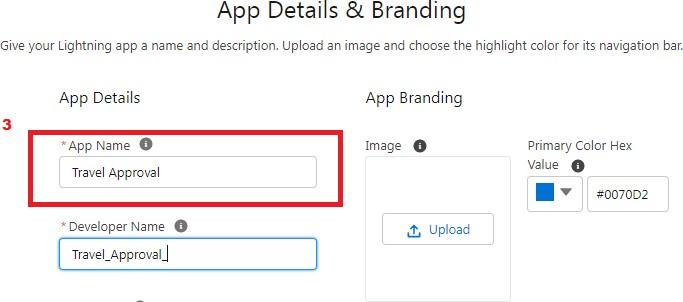 App Details & Branding
Give your Lightning app a name and description. Upload an image and choose the highlight color for its navigation bar.
App Details
App Branding
3
* App Name
Travel Approval
* Developer Name
Travel_Approval_
Image
Upload
Primary Color Hex
Value
#0070D2